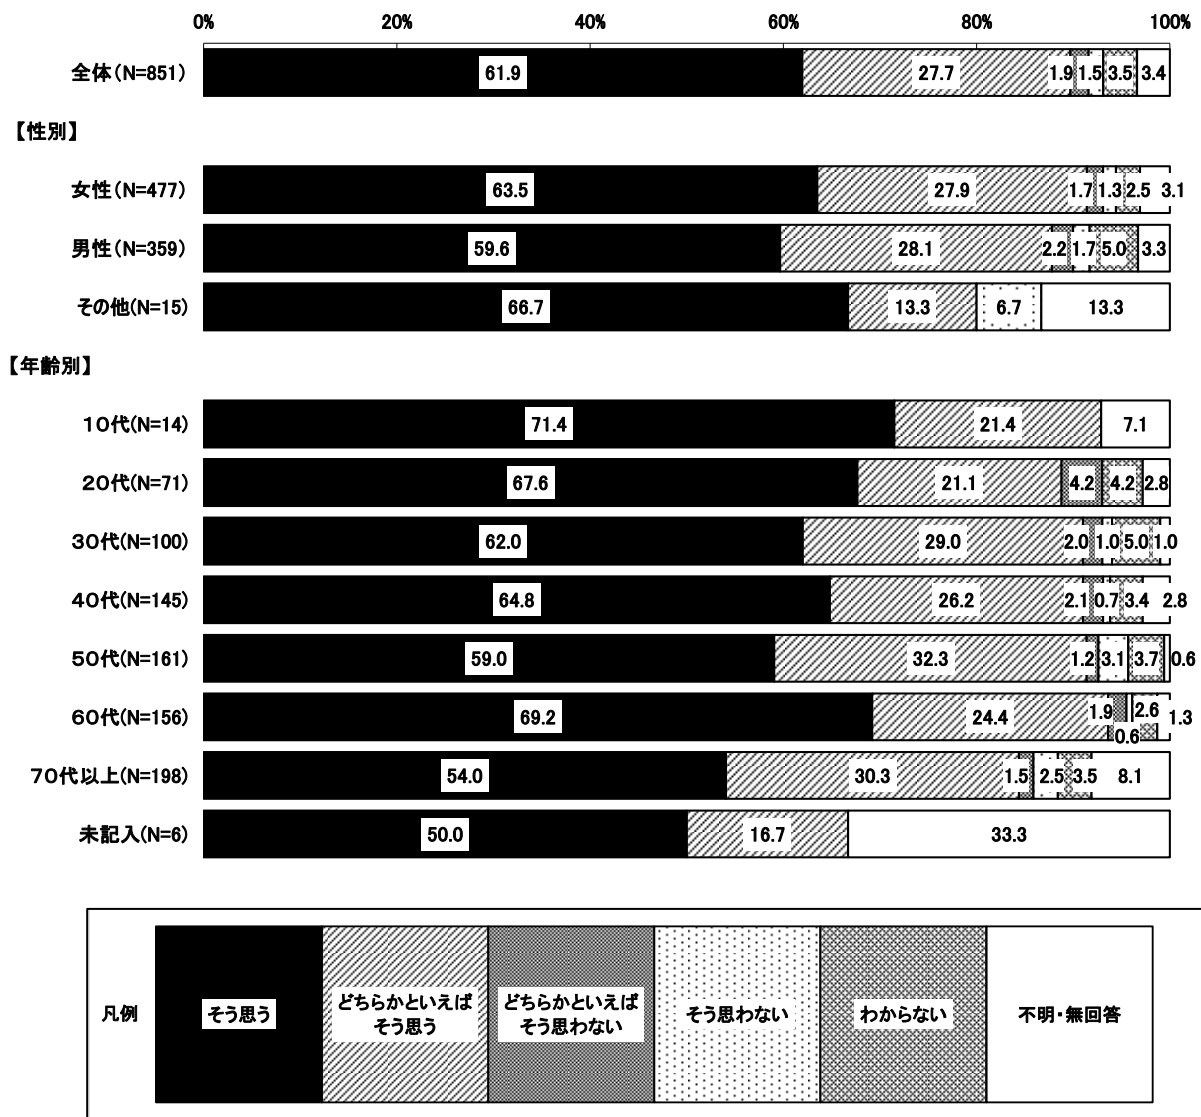 0% 20% 40% 60% 80% 100%
全体(N=851) 61.9 27.7 1.9 1.5 3.5 3.4
【性別】
女性(N=477) 63.5 27.9 1.7 1.3 2.5 3.1
男性(N=359) 59.6 28.1 2.2 1.7 5.0 3.3
その他(N=15) 66.7 13.3 6.7 13.3
【年齢別】
10代(N=14) 71.4 21.4 7.1
20代(N=71) 67.6 21.1 4.2 4.2 2.8
30代(N=100) 62.0 29.0 2.0 1.0 5.0 1.0
40代(N=145) 64.8 26.2 2.1 0.7 3.4 2.8
50代(N=161) 59.0 32.3 1.2 3.1 3.7 0.6
60代(N=156) 69.2 24.4 1.9 0.6 2.6 1.3
70代以上(N=198) 54.0 30.3 1.5 2.5 3.5 8.1
未記入(N=6) 50.0 16.7 33.3
凡例
そう思う
どちらかといえば
そう思う
どちらかといえば
そう思わない
そう思わない
わからない
不明・無回答